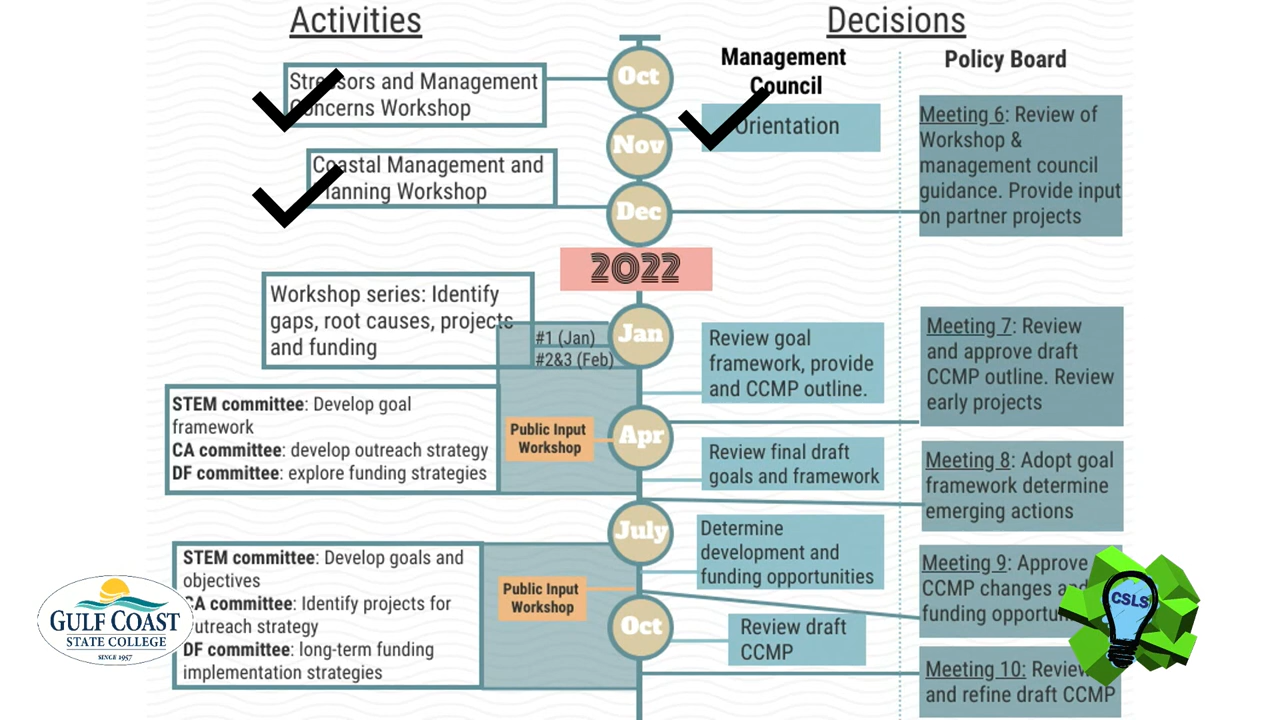 Activities
Decisions
Management
Council
Policy Board
Oct
Stressors and Management
Concerns Workshop
Nov
Orientation
Meeting 6: Review of
Workshop &
management council
guidance. Provide input
on partner projects
Coastal Management and
Planning Workshop
Dec
2022
Workshop series: Identify
gaps, root causes, projects
and funding
#1 (Jan)
#2&3 (Feb)
Jan
Review goal
framework, provide
and CCMP outline.
Meeting 7: Review
and approve draft
CCMP outline. Review
early projects
STEM committee: Develop goal
framework
CA committee: develop outreach strategy
DF committee: explore funding strategies
Public Input
Workshop
Apr
Review final draft
goals and framework
Meeting 8: Adopt goal
framework determine
emerging actions
July
Determine
development and
funding opportunities
STEM committee: Develop goals and
objectives
CA committee: Identify projects for
outreach strategy
DF committee: long-term funding
implementation strategies
Public Input
Workshop
Meeting 9: Approve
CCMP changes and
Oct
Review draft
CCMP
Meeting 10: Review
and refine draft CCMP
GULF COAST
STATE COLLEGE
SINCE 1957
CSLS